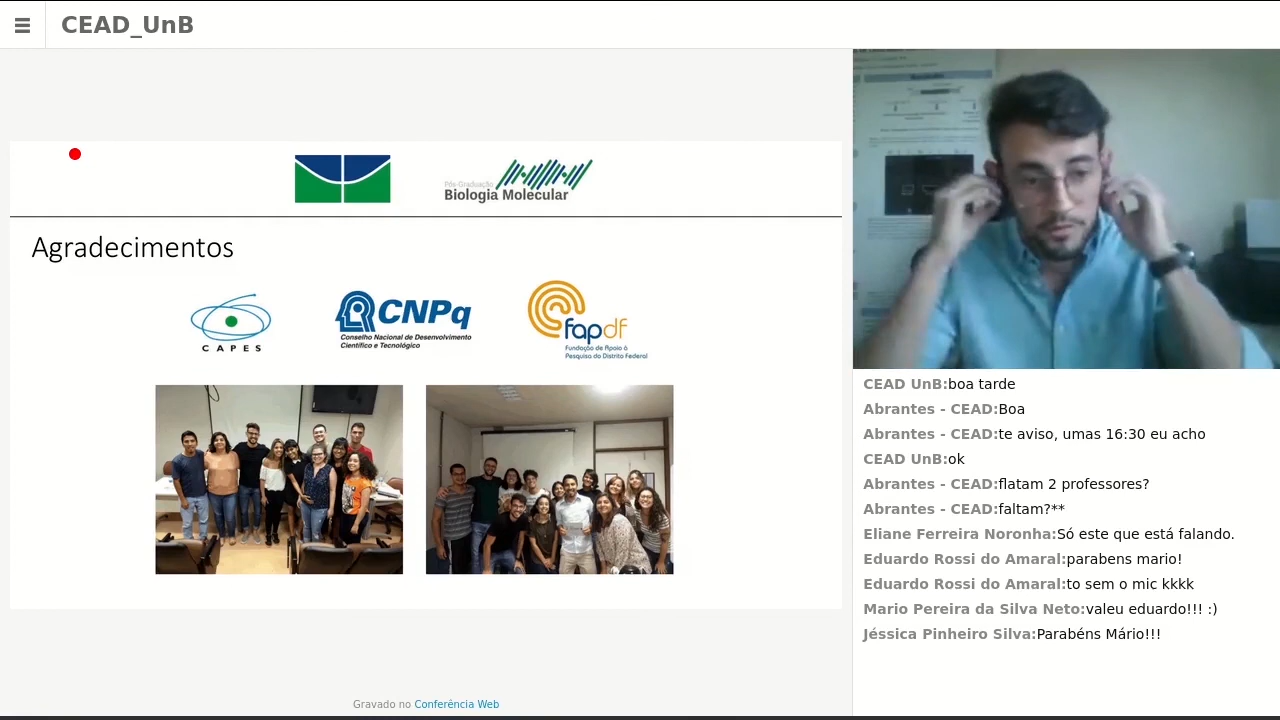 CEAD_UnB
Pós-Graduação
Biologia Molecular
Agradecimentos
CAPES
CNPq
Conselho Nacional de Desenvolvimento
Científico e Tecnológico
fapdf
Fundação de Apoio à
Pesquisa do Distrito Federal
CEAD UnB:boa tarde
Abrantes - CEAD:Boa
Abrantes - CEAD:te aviso, umas 16:30 eu acho
CEAD UnB:ok
Abrantes - CEAD:flatam 2 professores?
Abrantes - CEAD:faltam?**
Eliane Ferreira Noronha:Só este que está falando.
Eduardo Rossi do Amaral:parabens mario!
Eduardo Rossi do Amaral:to sem o mic kkkk
Mario Pereira da Silva Neto:valeu eduardo!!! :)
Jéssica Pinheiro Silva:Parabéns Mário!!!
Gravado no Conferência Web